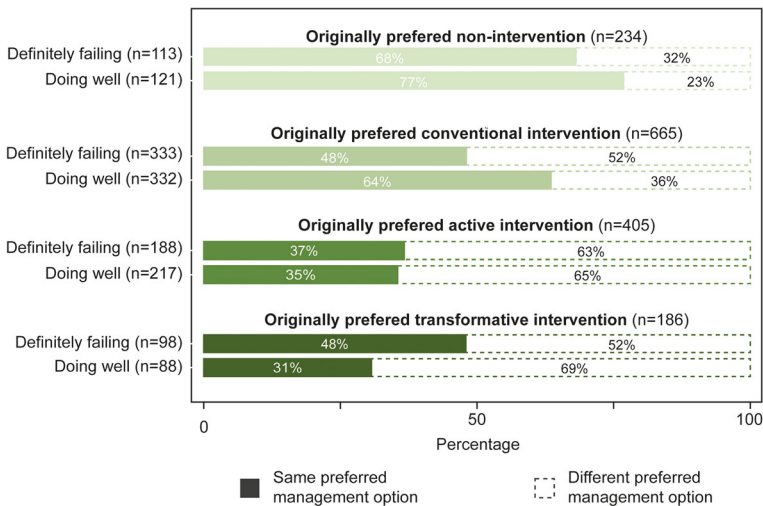 Originally prefered non-intervention (n=234)
Definitely failing (n=113) 68% 32%
Doing well (n=121) 77% 23%
Originally prefered conventional intervention (n=665)
Definitely failing (n=333) 48% 52%
Doing well (n=332) 64% 36%
Originally prefered active intervention (n=405)
Definitely failing (n=188) 37% 63%
Doing well (n=217) 35% 65%
Originally prefered transformative intervention (n=186)
Definitely failing (n=98) 48% 52%
Doing well (n=88) 31% 69%
0 50 100
Percentage
Same preferred
management option
Different preferred
management option